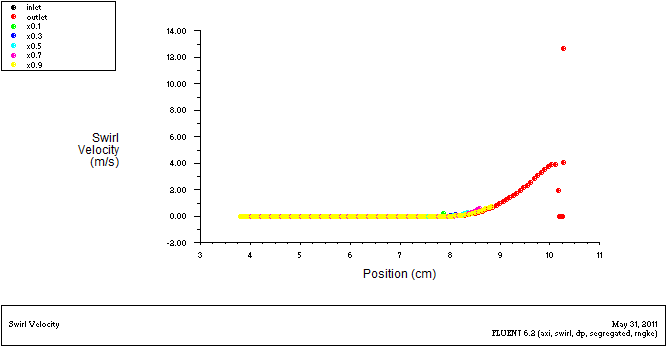 inlet
outlet
x0.1
x0.3
x0.5
x0.7
x0.9
14.00
12.00
10.00
8.00
6.00
4.00
2.00
0.00
-2.00
Swirl
Velocity
(m/s)
3 4 5 6 7 8 9 10 11
Position (cm)
Swirl Velocity
May 31, 2011
FLUENT 6.2 (axi, swirl, dp, segregated, rngke)